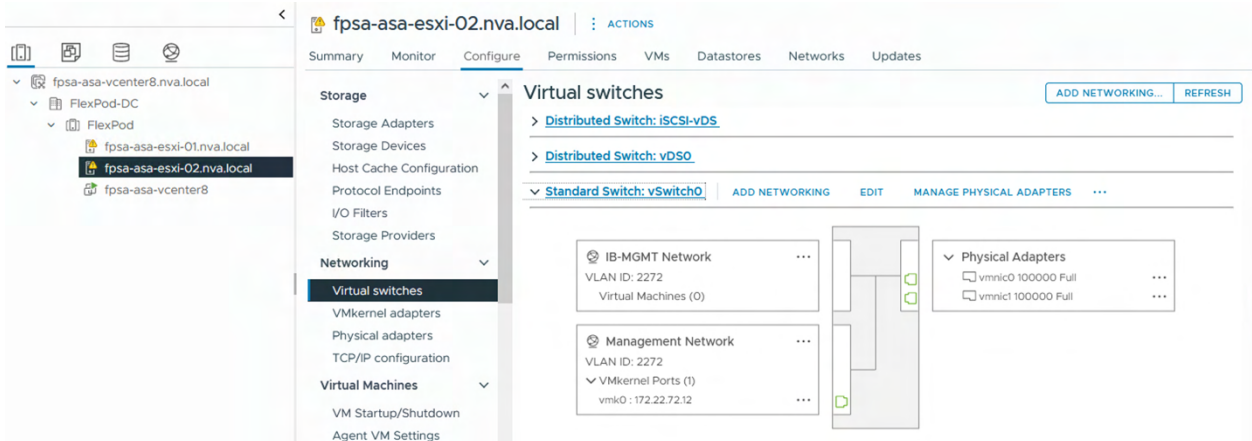 fpsa-asa-esxi-02.nva.local
ACTIONS
Summary Monitor Configure Permissions VMs Datastores Networks Updates
fpsa-asa-vcenter8.nva.local
FlexPod-DC
FlexPod
fpsa-asa-esxi-01.nva.local
fpsa-asa-esxi-02.nva.local
fpsa-asa-vcenter8
Storage
Storage Adapters
Storage Devices
Host Cache Configuration
Protocol Endpoints
I/O Filters
Storage Providers
Networking
Virtual switches
VMkernel adapters
Physical adapters
TCP/IP configuration
Virtual Machines
VM Startup/Shutdown
Agent VM Settings
Virtual switches
ADD NETWORKING... REFRESH
Distributed Switch: iSCSI-vDS
Distributed Switch: vDS0
Standard Switch: vSwitch0 ADD NETWORKING EDIT MANAGE PHYSICAL ADAPTERS ...
IB-MGMT Network ...
VLAN ID: 2272
Virtual Machines (0)
Management Network ...
VLAN ID: 2272
VMkernel Ports (1)
vmk0 : 172.22.72.12 ...
Physical Adapters
vmnic0 100000 Full ...
vmnic1 100000 Full ...